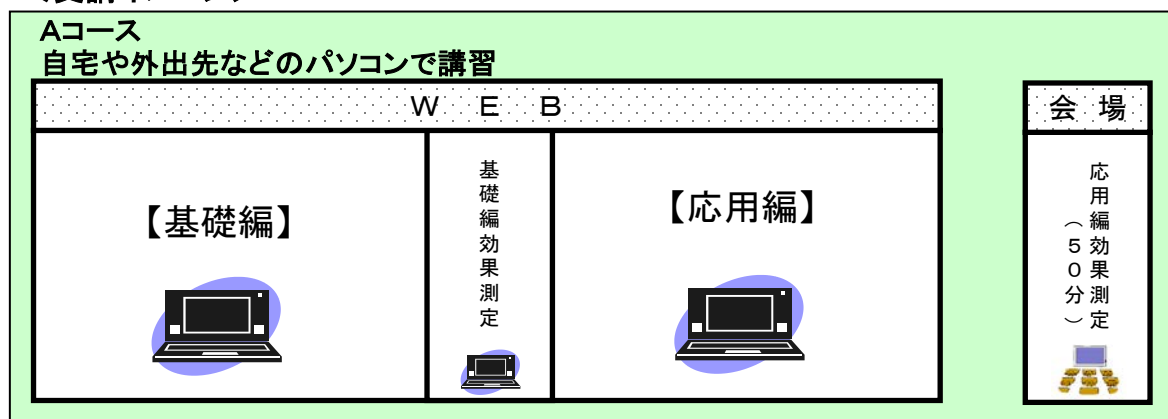 Aコース
自宅や外出先などのパソコンで講習
WEB
【基礎編】
基礎編効果測定
【応用編】
会場
応用編効果測定
（50分）